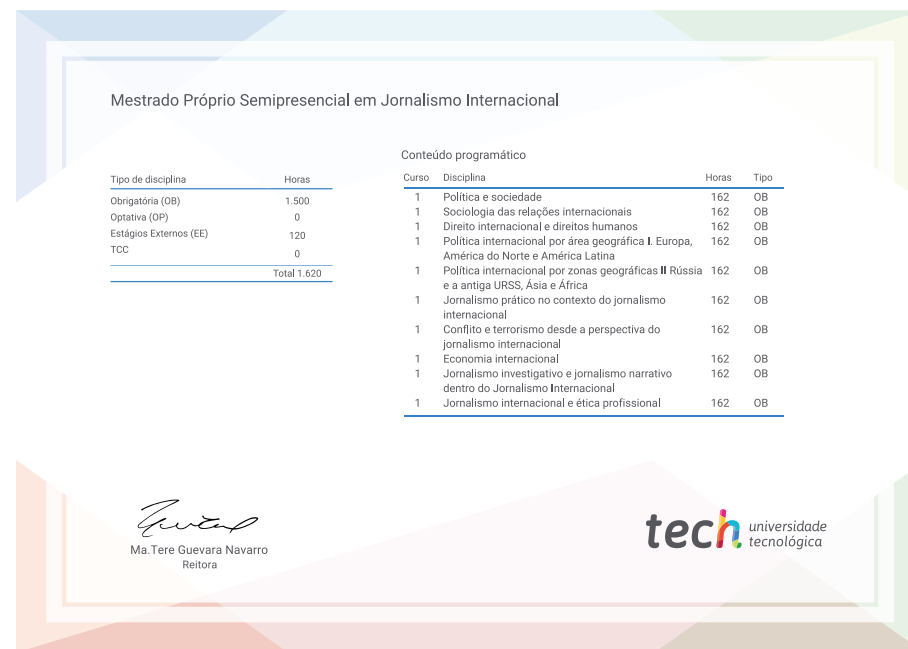 Mestrado Próprio Semipresencial em Jornalismo Internacional
Tipo de disciplina Horas
Obrigatória (OB) 1.500
Optativa (OP) 0
Estágios Externos (EE) 120
TCC 0
Total 1.620
Conteúdo programático
Curso Disciplina Horas Tipo
1 Política e sociedade 162 OB
1 Sociologia das relações internacionais 162 OB
1 Direito internacional e direitos humanos 162 OB
1 Política internacional por área geográfica I. Europa, 162 OB
América do Norte e América Latina
1 Política internacional por zonas geográficas II Rússia 162 OB
e a antiga URSS, Ásia e África
1 Jornalismo prático no contexto do jornalismo 162 OB
internacional
1 Conflito e terrorismo desde a perspectiva do 162 OB
jornalismo internacional
1 Economia internacional 162 OB
1 Jornalismo investigativo e jornalismo narrativo 162 OB
dentro do Jornalismo Internacional
1 Jornalismo internacional e ética profissional 162 OB
Ma.Tere Guevara Navarro
Reitora
tech universidade
tecnológica